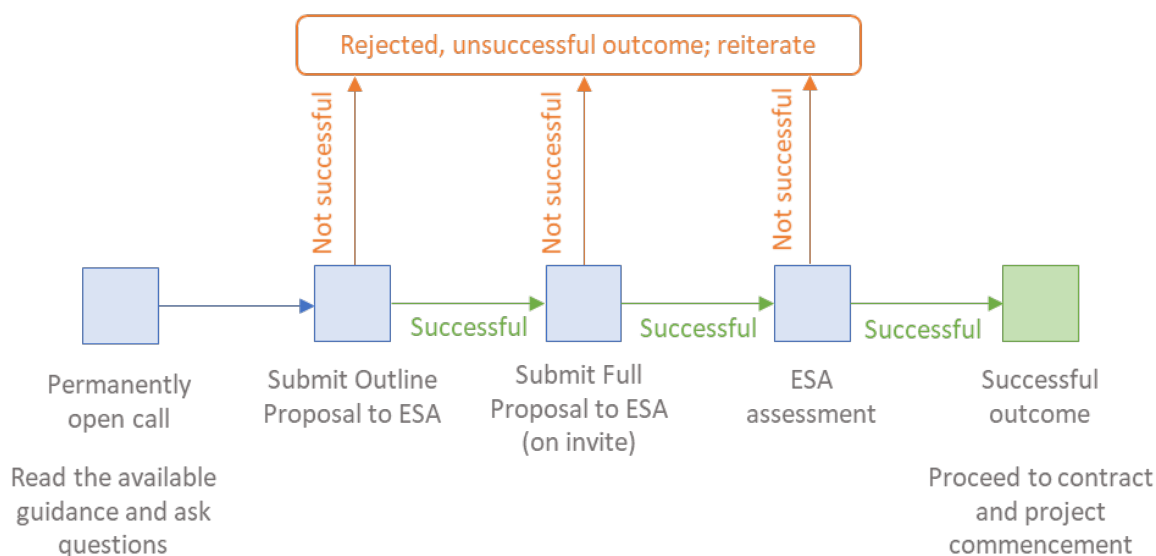 Rejected, unsuccessful outcome; reiterate
Not successful
Not successful
Not successful
Successful
Successful
Successful
Permanently
open call
Read the available
guidance and ask
questions
Submit Outline
Proposal to ESA
Submit Full
Proposal to ESA
(on invite)
ESA
assessment
Successful
outcome
Proceed to contract
and project
commencement